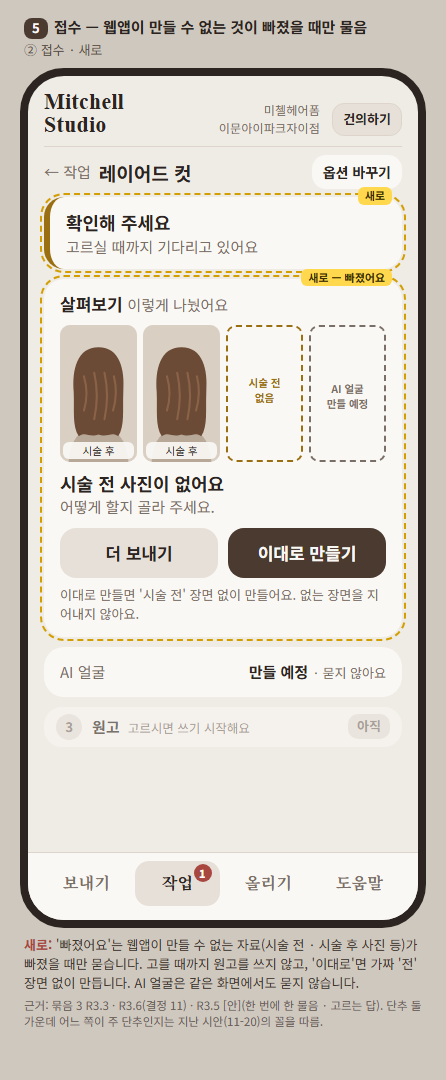 5 접수 — 웹앱이 만들 수 없는 것이 빠졌을 때만 물음
② 접수 · 새로
Mitchell
Studio
미첼헤어폼
이문아이파크자이점
건의하기
← 작업 레이어드 컷
옵션 바꾸기
새로
확인해 주세요
고르실 때까지 기다리고 있어요
새로 — 빠졌어요
살펴보기 이렇게 나눴어요
시술 후
시술 후
시술 전
없음
AI 얼굴
만들 예정
시술 전 사진이 없어요
어떻게 할지 골라 주세요.
더 보내기
이대로 만들기
이대로 만들면 '시술 전' 장면 없이 만들어요. 없는 장면을 지
어내지 않아요.
AI 얼굴
만들 예정 · 묻지 않아요
3 원고 고르시면 쓰기 시작해요
아직
보내기
작업 1
올리기
도움말
새로: '빠졌어요'는 웹앱이 만들 수 없는 자료(시술 전 · 시술 후 사진 등)가
빠졌을 때만 묻습니다. 고를 때까지 원고를 쓰지 않고, '이대로'면 가짜 '전'
장면 없이 만듭니다. AI 얼굴은 같은 화면에서도 묻지 않습니다.
근거: 묶음 3 R3.3 · R3.6(결정 11) · R3.5 [안](한 번에 한 물음 · 고르는 답). 단추 둘
가운데 어느 쪽이 주 단추인지는 지난 시안(11-20)의 꼴을 따름.